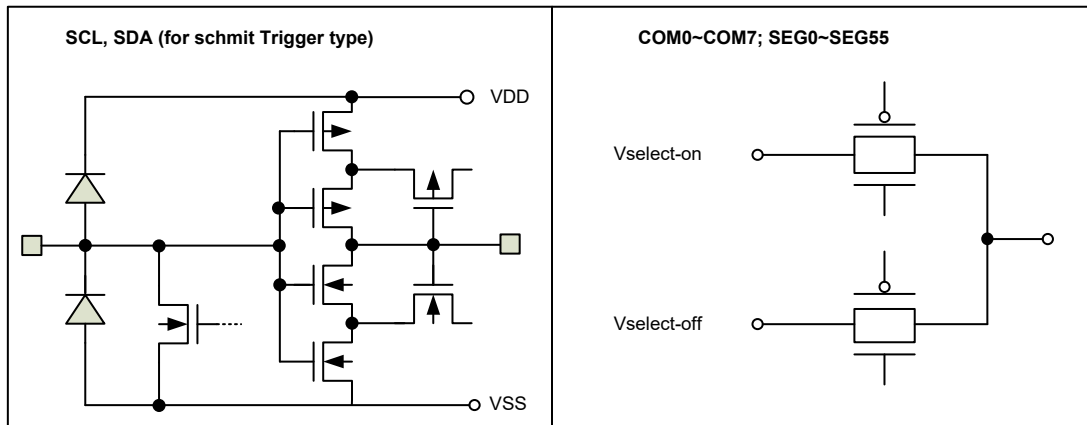 SCL, SDA (for schmit Trigger type)
VDD
VSS
COM0~COM7; SEG0~SEG55
Vselect-on
Vselect-off